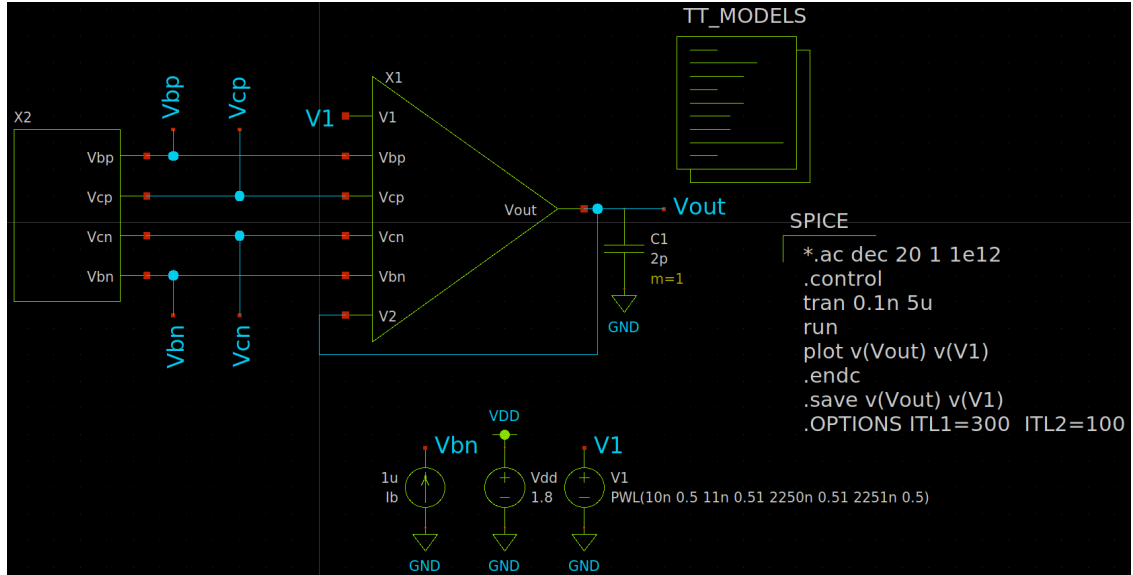 TT_MODELS
X2
Vbp
Vcp
Vcn
Vbn
Vbp
Vcp
Vbn
Vcn
X1
V1
V1
Vbp
Vcp
Vcn
Vbn
V2
Vout
Vout
C1
2p
m=1
GND
SPICE
*.ac dec 20 1 1e12
.control
tran 0.1n 5u
run
plot v(Vout) v(V1)
.endc
.save v(Vout) v(V1)
.OPTIONS ITL1=300 ITL2=100
Vbn
1u
Ib
GND
VDD
Vdd
1.8
GND
V1
V1
PWL(10n 0.5 11n 0.51 2250n 0.51 2251n 0.5)
GND